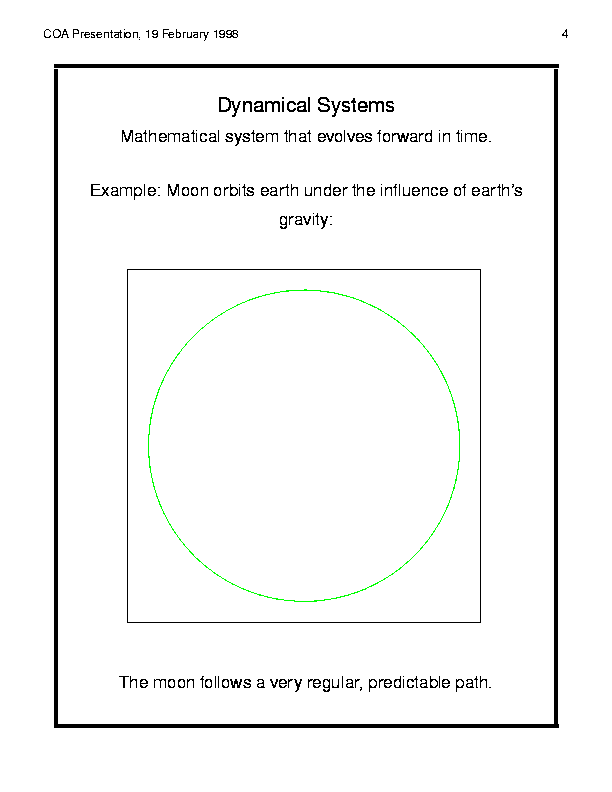 COA Presentation, 19 February 1998 4
Dynamical Systems
Mathematical system that evolves forward in time.
Example: Moon orbits earth under the influence of earth's
gravity:
The moon follows a very regular, predictable path.